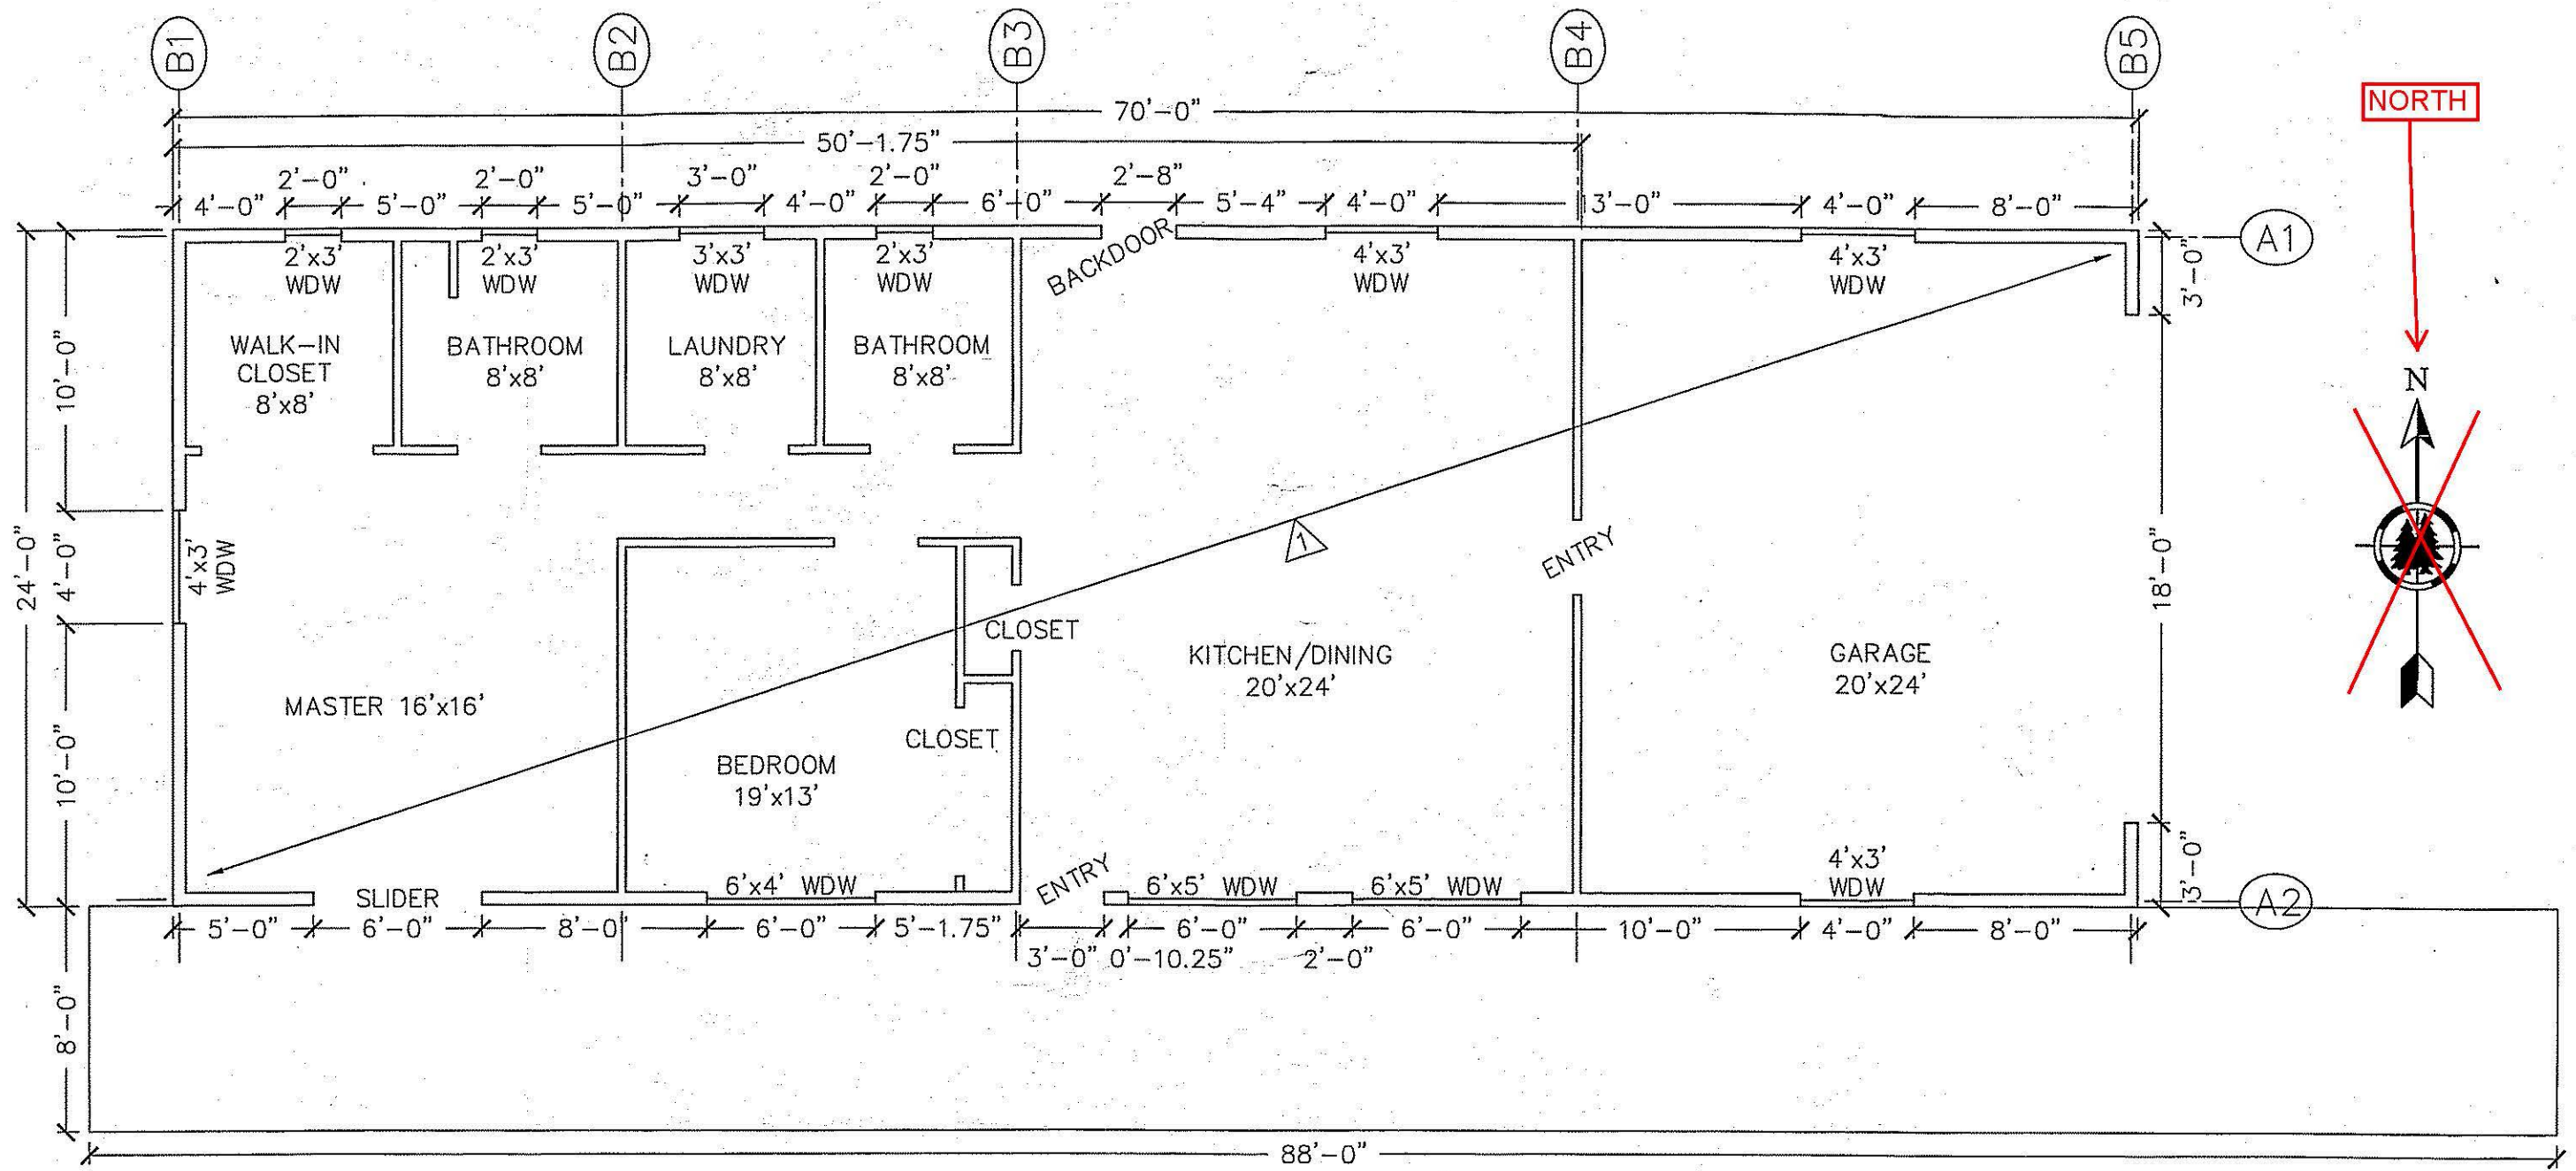 B1
B2
B3
B4
B5
NORTH
70'-0"
50'-1.75"
2'-0"
2'-0"
3'-0"
2'-0"
2'-8"
4'-0"
5'-0"
5'-0"
4'-0"
6'-0"
5'-4"
4'-0"
3'-0"
4'-0"
8'-0"
A1
2'x3'
WDW
2'x3'
WDW
3'x3'
WDW
2'x3'
WDW
BACKDOOR
4'x3'
WDW
4'x3'
WDW
3'-0"
10'-0"
WALK-IN
CLOSET
8'x8'
BATHROOM
8'x8'
LAUNDRY
8'x8'
BATHROOM
8'x8'
N
24'-0"
4'-0"
4'x3'
WDW
1
ENTRY
18'-0"
CLOSET
KITCHEN/DINING
20'x24'
GARAGE
20'x24'
MASTER 16'x16'
CLOSET
10'-0"
BEDROOM
19'x13'
SLIDER
6'x4' WDW
ENTRY
6'x5' WDW
6'x5' WDW
4'x3'
WDW
3'-0"
A2
5'-0"
6'-0"
8'-0"
6'-0"
5'-1.75"
6'-0"
6'-0"
10'-0"
4'-0"
8'-0"
3'-0"
0'-10.25"
2'-0"
8'-0"
88'-0"